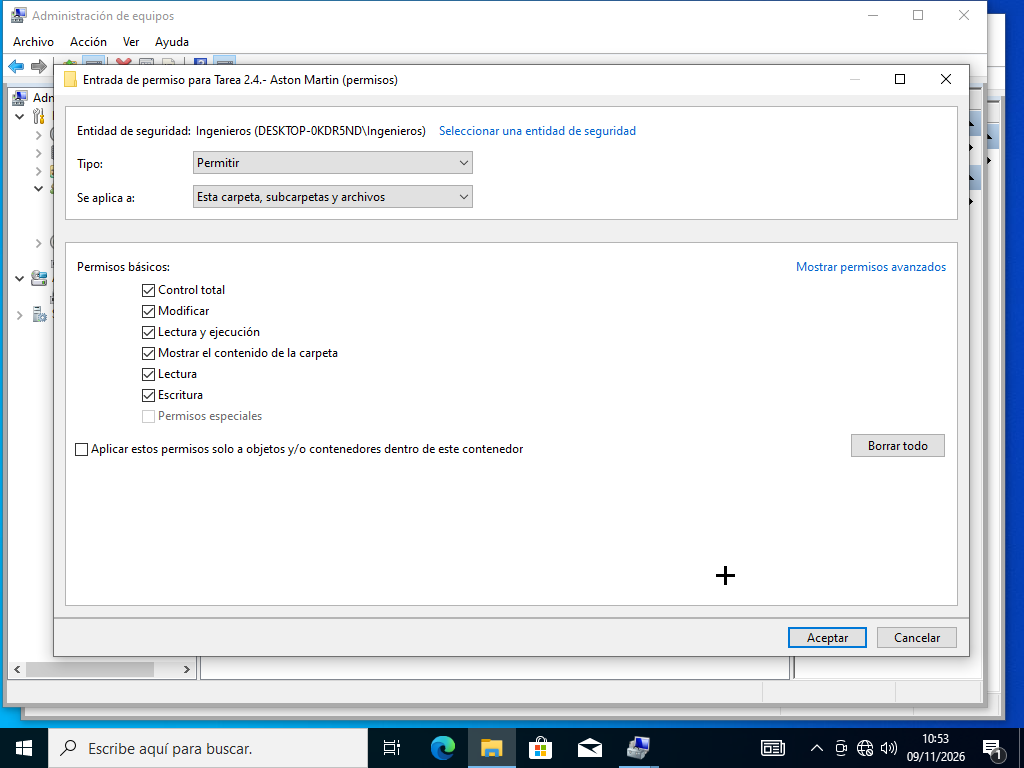 Administración de equipos
Archivo Acción Ver Ayuda
Entrada de permiso para Tarea 2.4.- Aston Martin (permisos)
Adn
Entidad de seguridad: Ingenieros (DESKTOP-0KDR5ND\Ingenieros) Seleccionar una entidad de seguridad
Tipo: Permitir
Se aplica a: Esta carpeta, subcarpetas y archivos
Permisos básicos: Mostrar permisos avanzados
Control total
Modificar
Lectura y ejecución
Mostrar el contenido de la carpeta
Lectura
Escritura
Permisos especiales
Aplicar estos permisos solo a objetos y/o contenedores dentro de este contenedor Borrar todo
Aceptar Cancelar
Escribe aquí para buscar.
10:53
09/11/2026
1